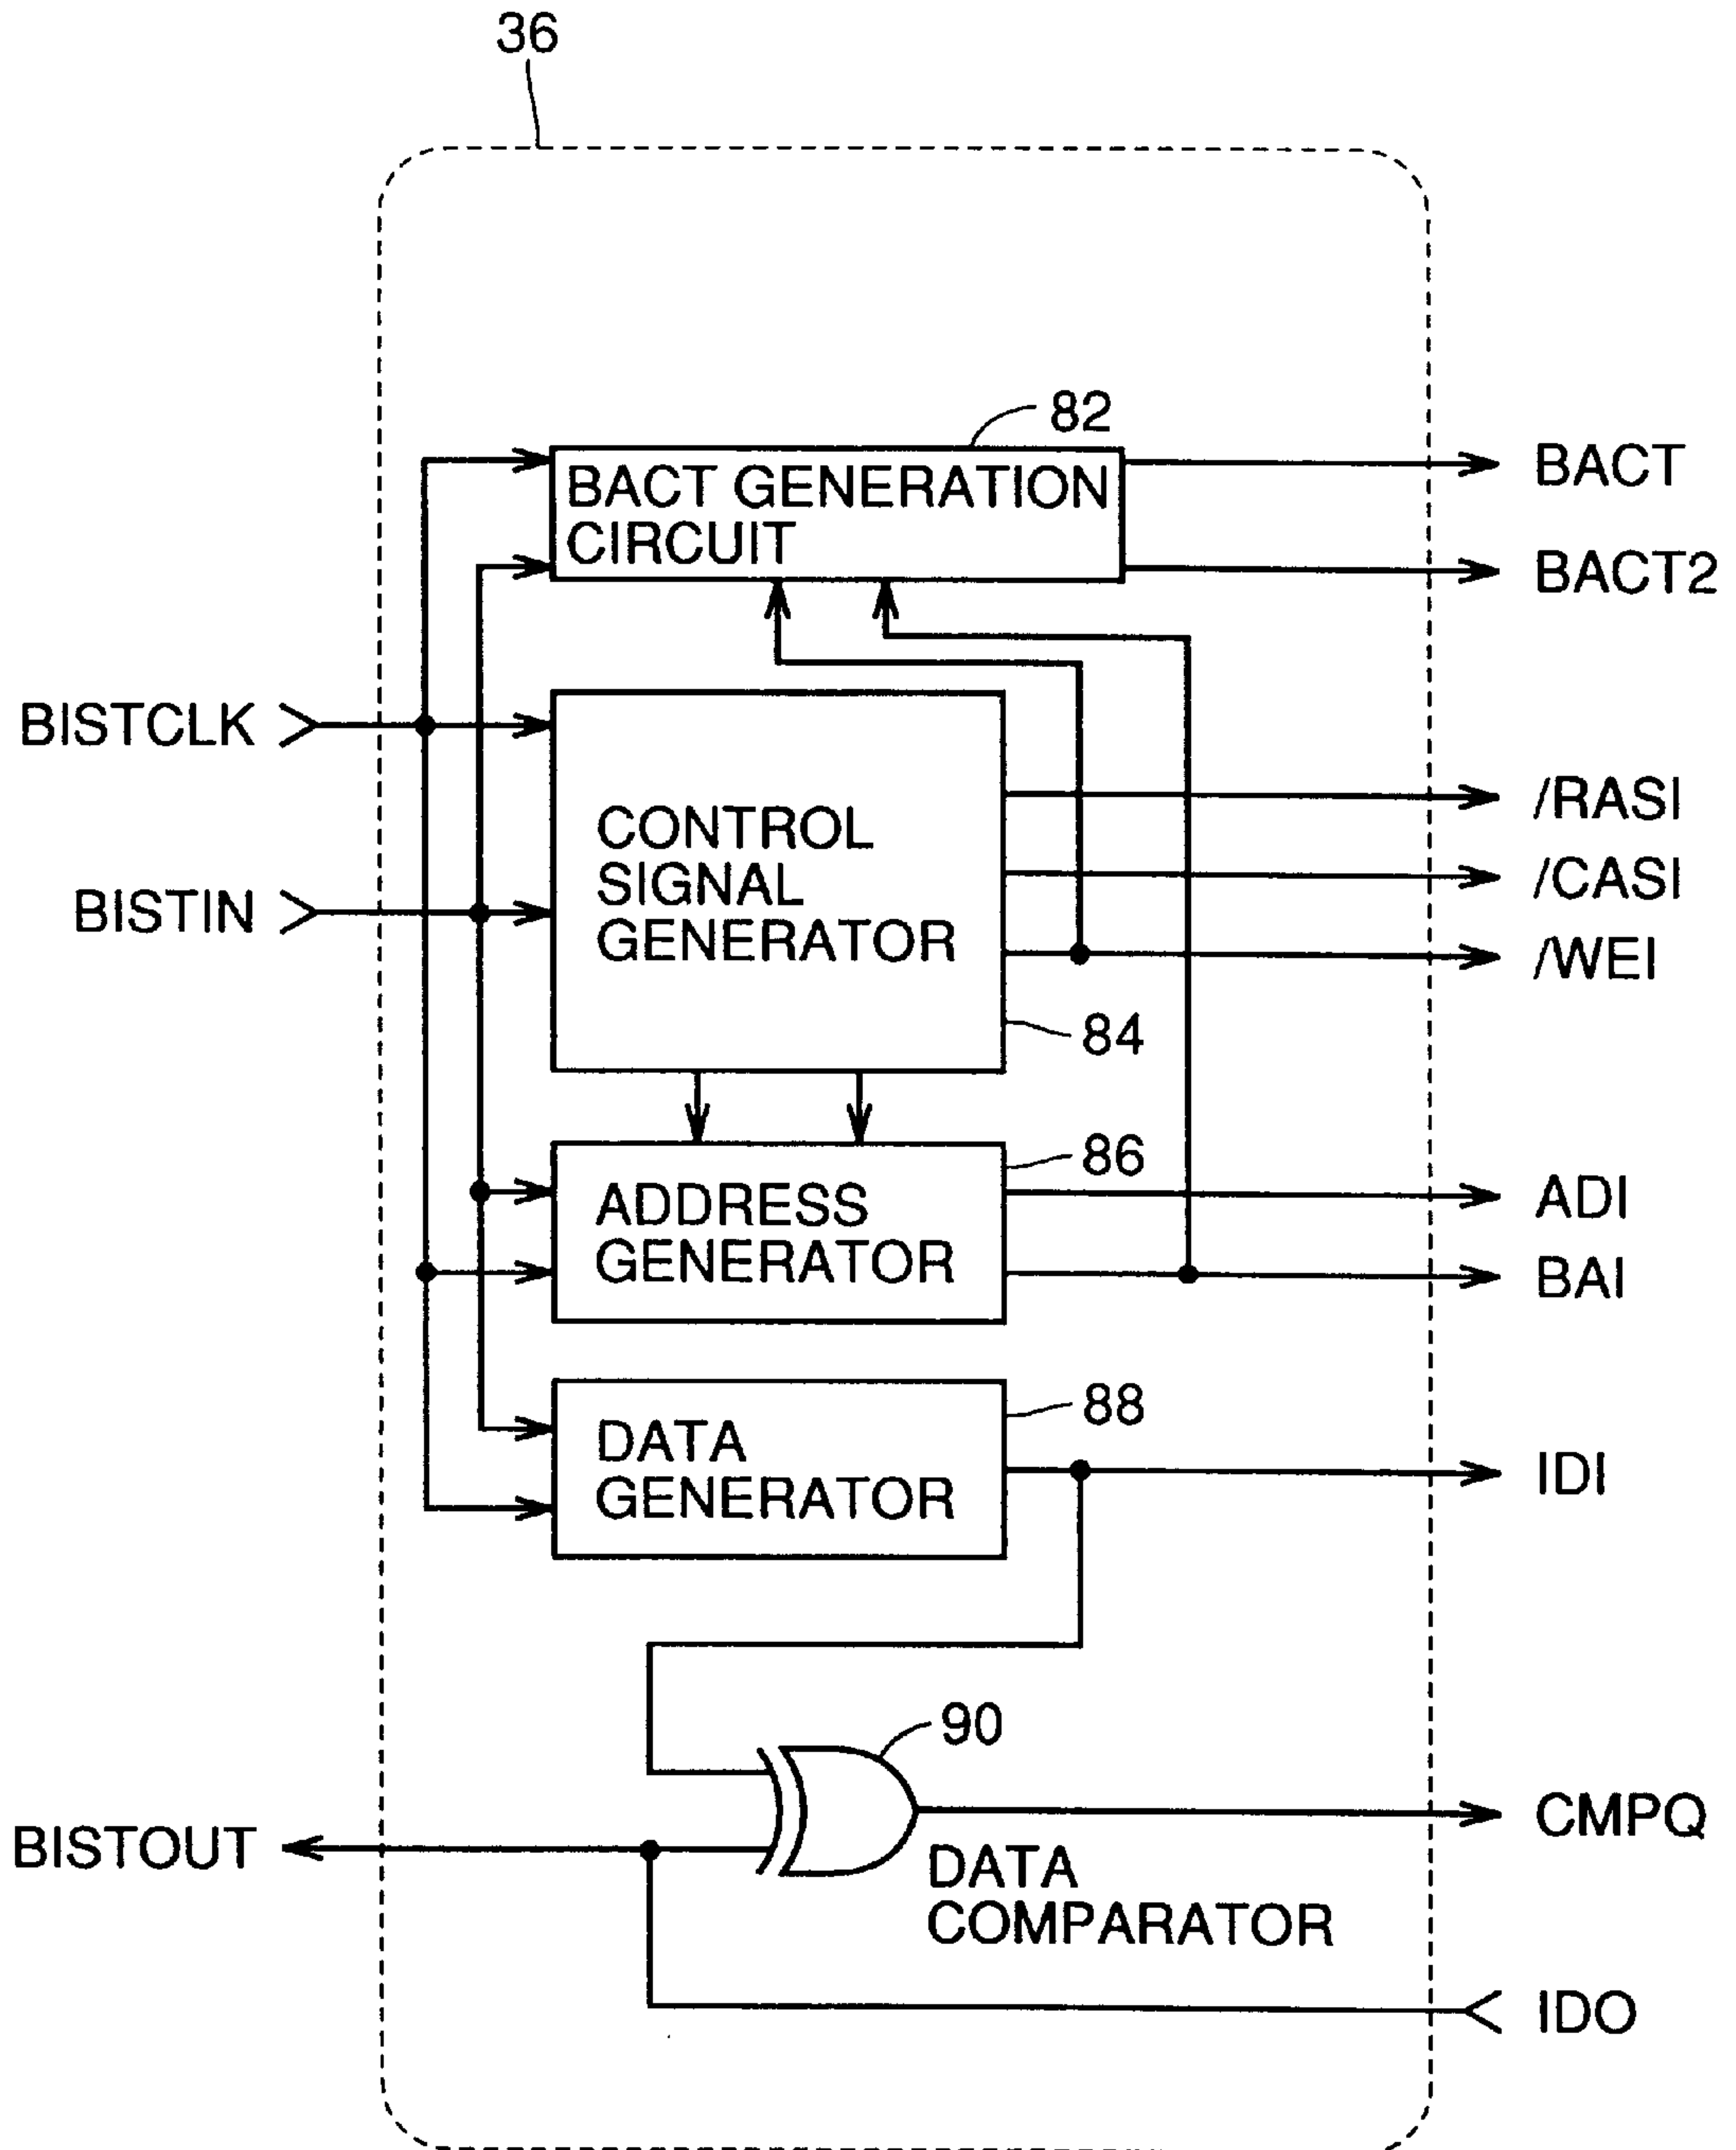 36
82
BACT GENERATION
CIRCUIT
BACT
BACT2
BISTCLK
BISTIN
CONTROL
SIGNAL
GENERATOR
/RASI
/CASI
/WEI
84
86
ADDRESS
GENERATOR
ADI
BAI
88
DATA
GENERATOR
IDI
90
CMPQ
BISTOUT
DATA
COMPARATOR
IDO